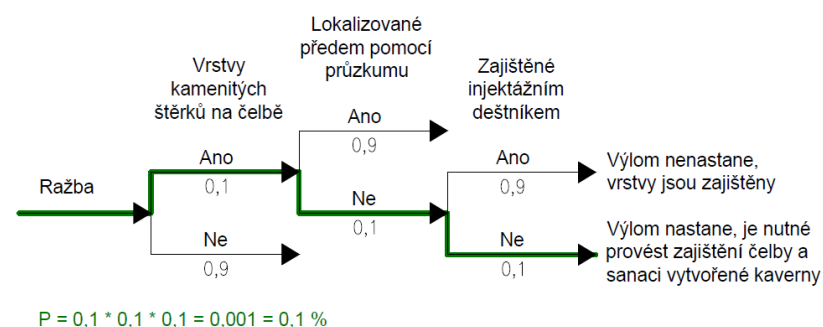 Lokalizované
předem pomocí
průzkumu
Vrstvy
kamenitých
štěrků na čelbě
Zajištěné
injektážním
deštníkem
Ražba
Ano
0,1
Ne
0,9
Ano
0,9
Ne
0,1
Ano
0,9
Ne
0,1
Výlom nenastane,
vrstvy jsou zajištěny
Výlom nastane, je nutné
provést zajištění čelby a
sanaci vytvořené kaverny
P = 0,1 * 0,1 * 0,1 = 0,001 = 0,1 %